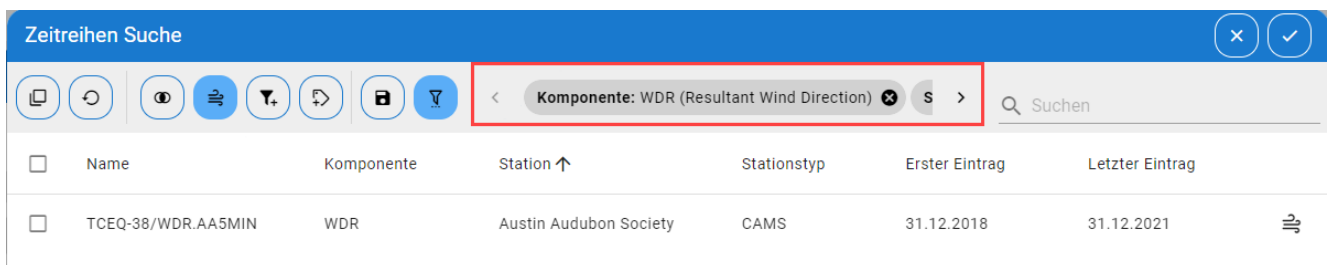 Zeitreihen Suche
Komponente: WDR (Resultant Wind Direction) S Suchen
Name Komponente Station Stationstyp Erster Eintrag Letzter Eintrag
TCEQ-38/WDR.AA5MIN WDR Austin Audubon Society CAMS 31.12.2018 31.12.2021